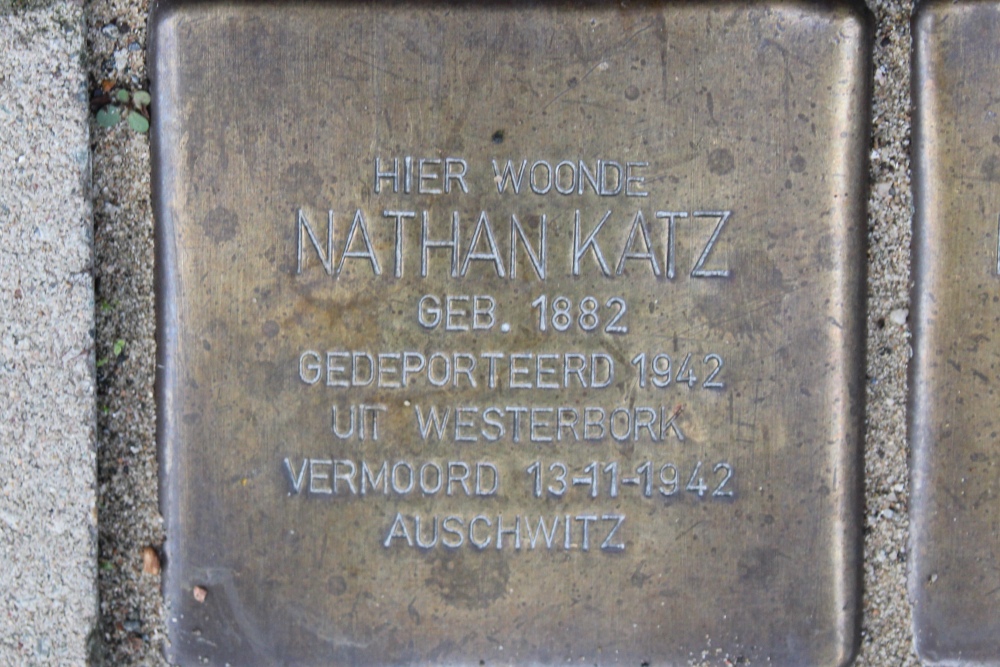 HIER WOONDE
NATHAN KATZ
GEB. 1882
GEDEPORTEERD 1942
UIT WESTERBORK
VERMOORD 13-11-1942
AUSCHWITZ